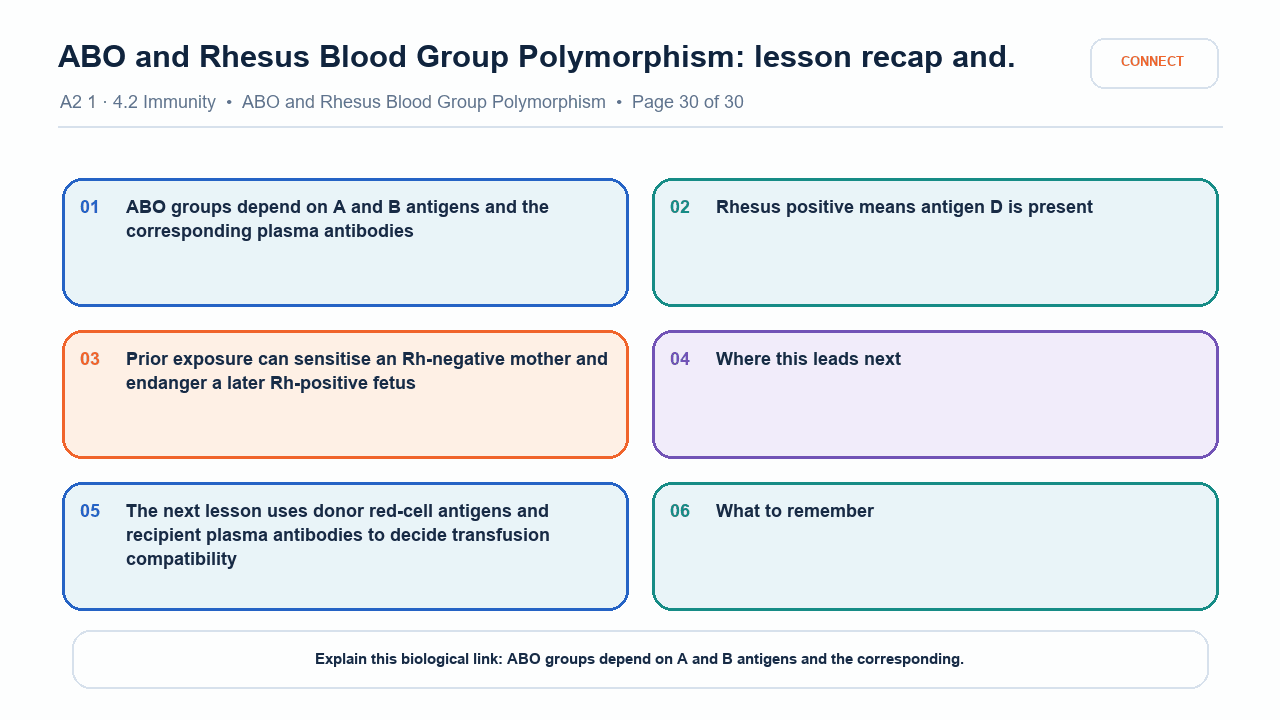 ABO and Rhesus Blood Group Polymorphism: lesson recap and.
CONNECT
A2 1 · 4.2 Immunity • ABO and Rhesus Blood Group Polymorphism • Page 30 of 30
01 ABO groups depend on A and B antigens and the
corresponding plasma antibodies
02 Rhesus positive means antigen D is present
03 Prior exposure can sensitise an Rh-negative mother and
endanger a later Rh-positive fetus
04 Where this leads next
05 The next lesson uses donor red-cell antigens and
recipient plasma antibodies to decide transfusion
compatibility
06 What to remember
Explain this biological link: ABO groups depend on A and B antigens and the corresponding.